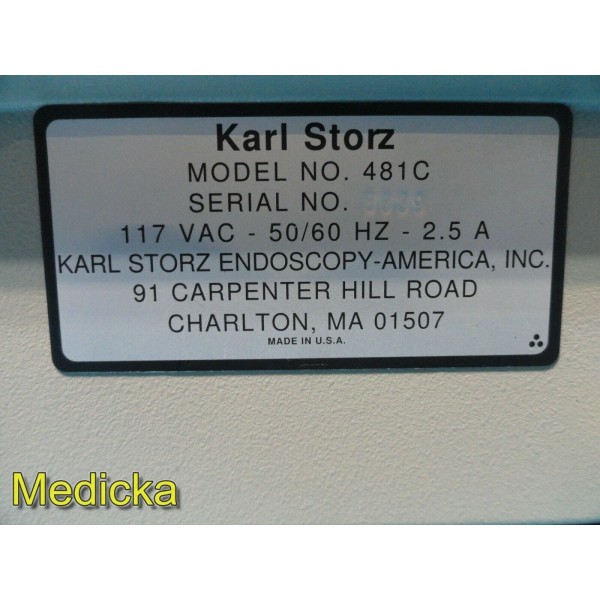 Karl Storz
MODEL NO. 481C
SERIAL NO.
117 VAC - 50/60 HZ - 2.5 A
KARL STORZ ENDOSCOPY-AMERICA, INC.
91 CARPENTER HILL ROAD
CHARLTON, MA 01507
MADE IN U.S.A.
Medicka